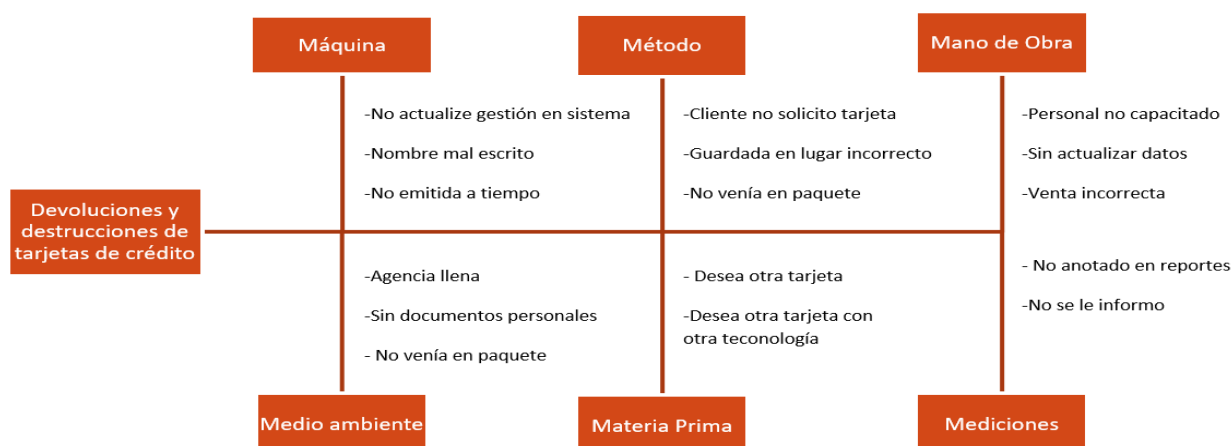 Máquina
Método
Mano de Obra
-No actualize gestión en sistema
-Nombre mal escrito
-No emitida a tiempo
-Cliente no solicito tarjeta
-Guardada en lugar incorrecto
-No venía en paquete
-Personal no capacitado
-Sin actualizar datos
-Venta incorrecta
Devoluciones y
destrucciones de
tarjetas de crédito
-Agencia llena
-Sin documentos personales
- No venía en paquete
- Desea otra tarjeta
-Desea otra tarjeta con
otra teconología
- No anotado en reportes
-No se le informo
Medio ambiente
Materia Prima
Mediciones